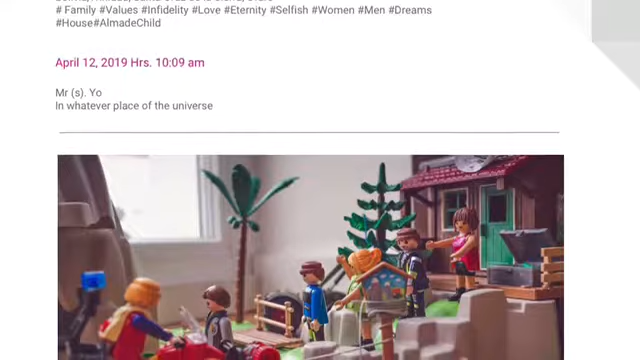 # Family #Values #Infidelity #Love #Eternity #Selfish #Women #Men #Dreams
#House#AlmadeChild
April 12, 2019 Hrs. 10:09 am
Mr (s). Yo
In whatever place of the universe